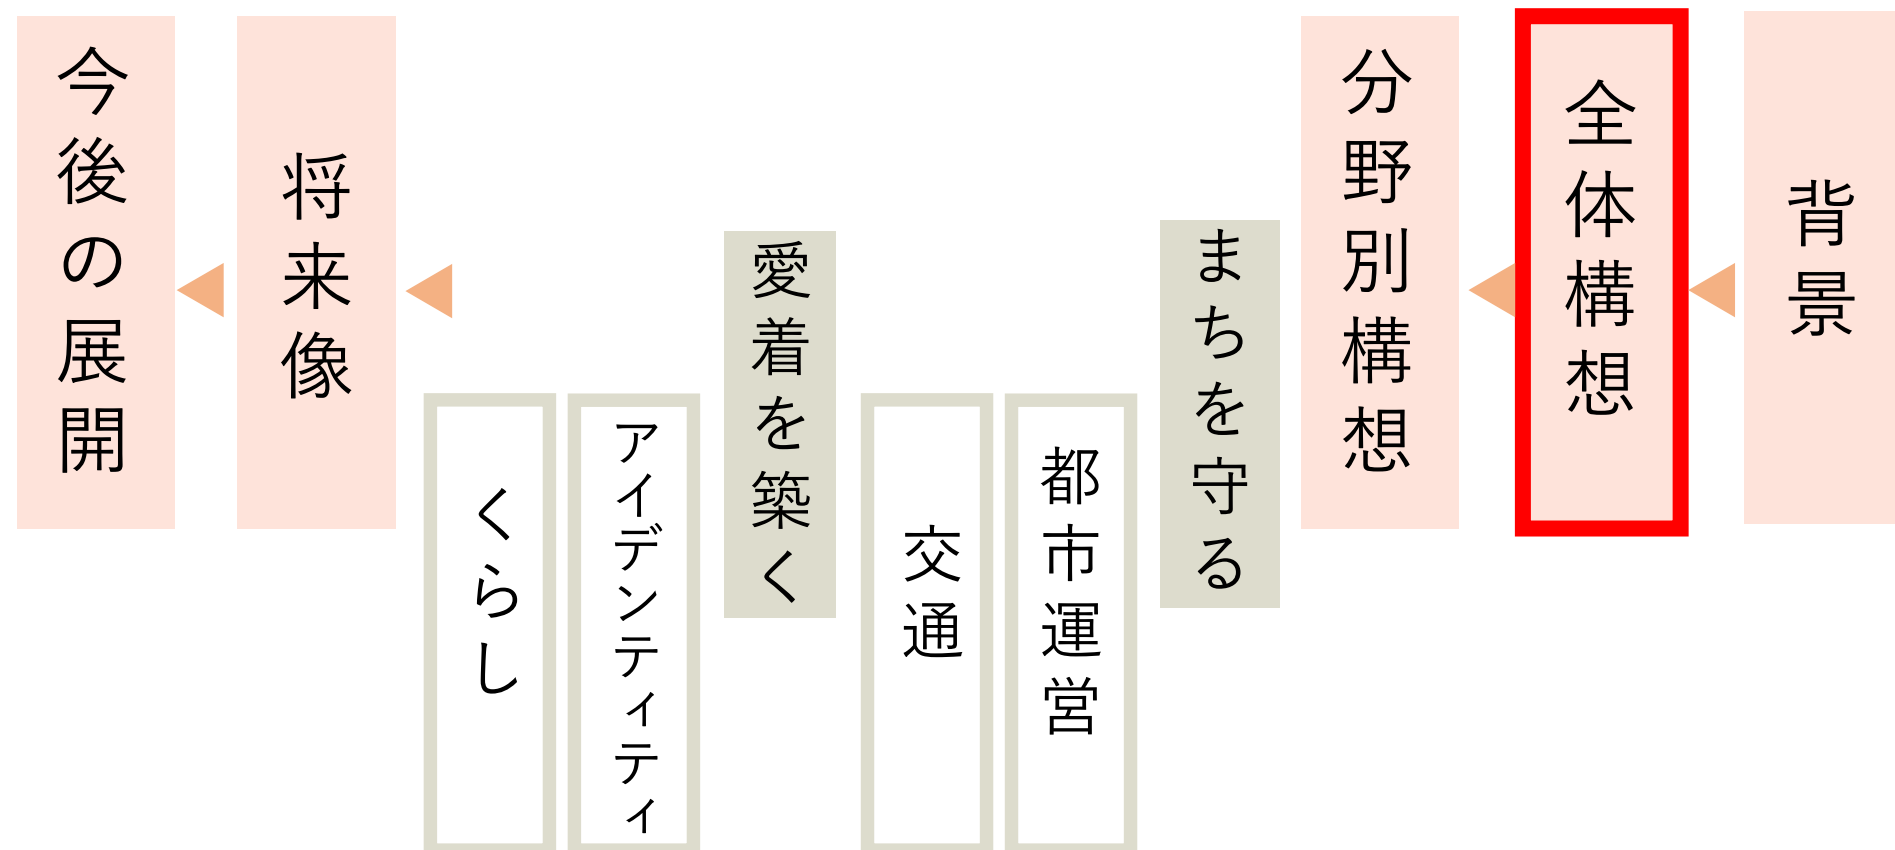 背景
全体構想
分野別構想
まちを守る
都市運営
交通
愛着を築く
アイデンティティ
くらし
将来像
今後の展開